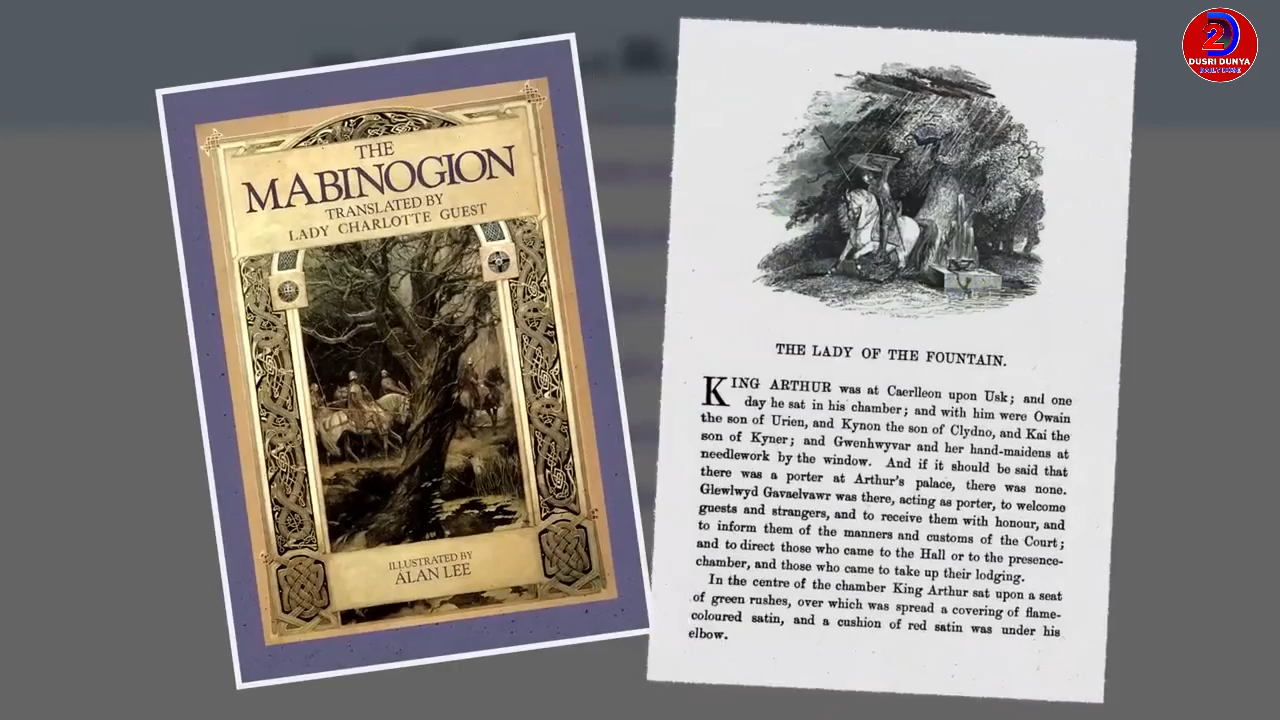 THE
MABINOGION
TRANSLATED BY
LADY CHARLOTTE GUEST
ILLUSTRATED BY
ALAN LEE
THE LADY OF THE FOUNTAIN.
KING ARTHUR was at Caerlleon upon Usk; and one
day he sat in his chamber; and with him were Owain
the son of Urien, and Kynon the son of Clydno, and Kai the
son of Kyner; and Gwenhwyvar and her hand-maidens at
needlework by the window. And if it should be said that
there was a porter at Arthur's palace, there was none.
Glewlwyd Gavaelvawr was there, acting as porter, to welcome
guests and strangers, and to receive them with honour, and
to inform them of the manners and customs of the Court;
and to direct those who came to the Hall or to the presence-
chamber, and those who came to take up their lodging.
In the centre of the chamber King Arthur sat upon a seat
of green rushes, over which was spread a covering of flame-
coloured satin, and a cushion of red satin was under his
elbow.
2D
DUSRI DUNYA